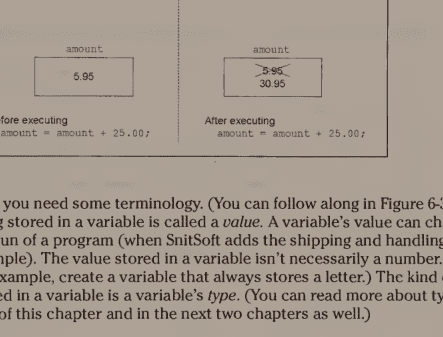 amount
amount
5.95
5.95
30.95
fore executing
After executing
amount = amount + 25.00;
amount = amount + 25.00;
you need some terminology. (You can follow along in Figure 6-3
g stored in a variable is called a value. A variable's value can ch
un of a program (when SnitSoft adds the shipping and handling
mple). The value stored in a variable isn't necessarily a number.
example, create a variable that always stores a letter.) The kind
ed in a variable is a variable's type. (You can read more about ty
of this chapter and in the next two chapters as well.)